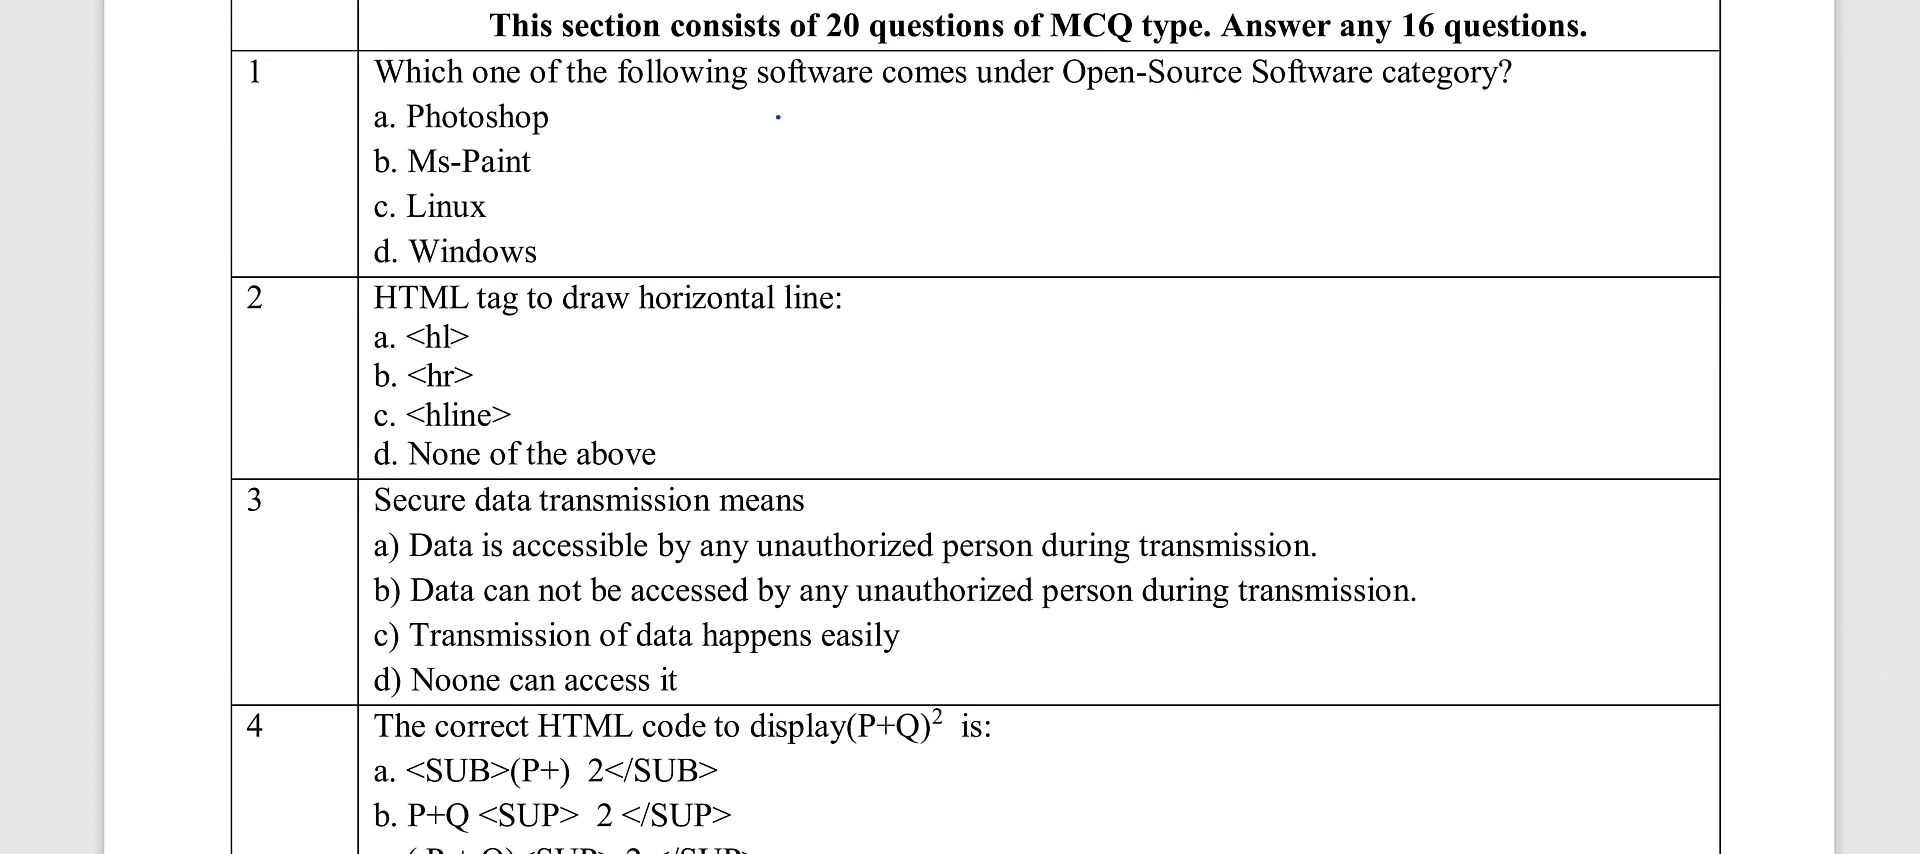 This section consists of 20 questions of MCQ type. Answer any 16 questions.
1
Which one of the following software comes under Open-Source Software category?
a. Photoshop
b. Ms-Paint
c. Linux
d. Windows
2
HTML tag to draw horizontal line:
a. <hl>
b. <hr>
c. <hline>
d. None of the above
3
Secure data transmission means
a) Data is accessible by any unauthorized person during transmission.
b) Data can not be accessed by any unauthorized person during transmission.
c) Transmission of data happens easily
d) Noone can access it
4
The correct HTML code to display(P+Q)² is:
a. <SUB>(P+) 2</SUB>
b. P+Q <SUP> 2 </SUP>